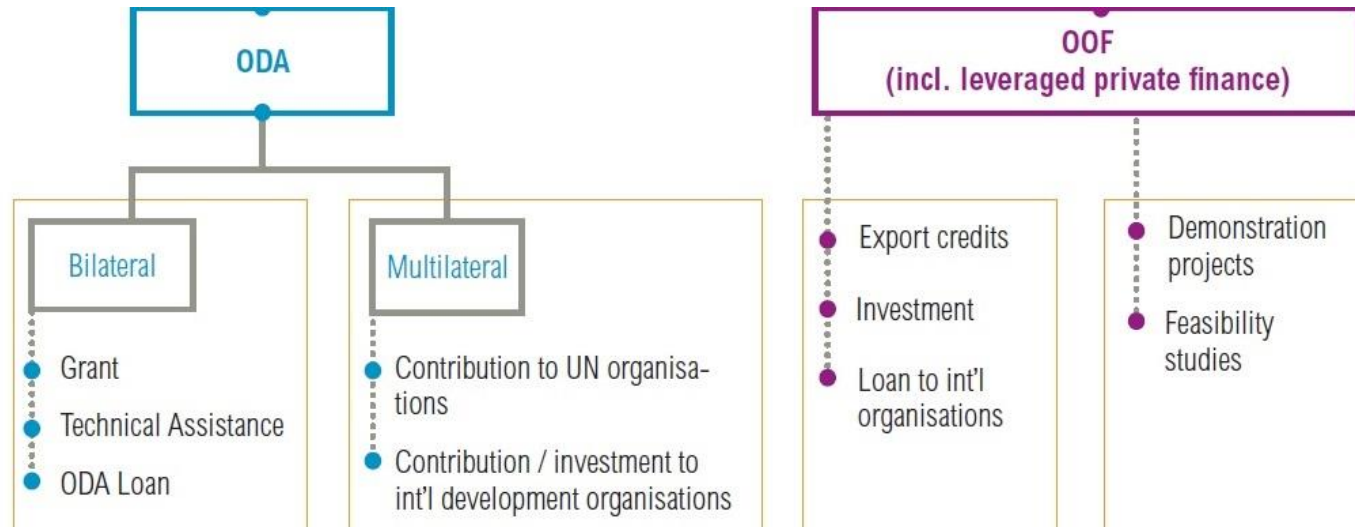 ODA
OOF
(incl. leveraged private finance)
Bilateral
Grant
Technical Assistance
ODA Loan
Multilateral
Contribution to UN organisa-
tions
Contribution / investment to
int'l development organisations
Export credits
Investment
Loan to int'l
organisations
Demonstration
projects
Feasibility
studies